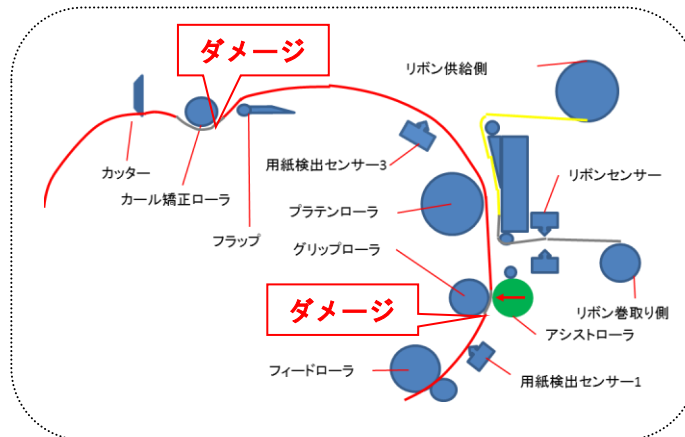 ダメージ
リボン供給側
カッター
用紙検出センサー3
リボンセンサー
カール矯正ローラ
プラテンローラ
フラップ
グリップローラ
ダメージ
リボン巻取り側
アシストローラ
フィードローラ
用紙検出センサー1